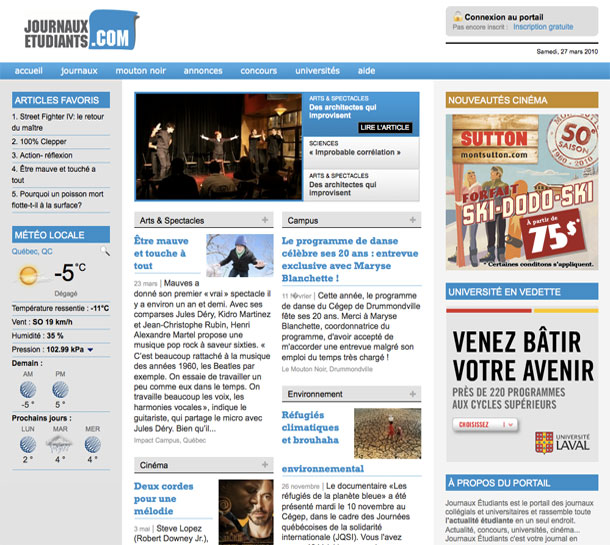 JOURNAUX
ETUDIANTS.COM
Connexion au portail
Pas encore inscrit : Inscription gratuite
Samedi, 27 mars 2010
accueil journaux mouton noir annonces concours universités aide
ARTICLES FAVORIS
1. Street Fighter IV: le retour
du maître
2. 100% Clepper
3. Action- réflexion
4. Être mauve et touché à
tout
5. Pourquoi un poisson mort
flotte-t-il à la surface?
MÉTÉO LOCALE
Québec, QC
-5°C
Dégagé
Température ressentie : -11°C
Vent : SO 19 km/h
Humidité : 35 %
Pression : 102.99 kPa
Demain :
AM PM
-5° 5°
Prochains jours :
LUN MAR MER
2° 4° 4°
ARTS & SPECTACLES
Des architectes qui
improvisent
LIRE L'ARTICLE
SCIENCES
« Improbable corrélation »
ARTS & SPECTACLES
Des architectes qui
improvisent
Arts & Spectacles +
Être mauve
et touche à
tout
23 mars | Mauves a
donné son premier « vrai » spectacle il
y a environ un an et demi. Avec ses
comparses Jules Déry, Kidro Martinez
et Jean-Christophe Rubin, Henri
Alexandre Martel propose une
musique pop rock à saveur sixties. «
C'est beaucoup rattaché à la musique
des années 1960, les Beatles par
exemple. On essaie de travailler un
peu comme eux dans le temps. On
travaille beaucoup les voix, les
harmonies vocales », indique le
guitariste, qui partage le micro avec
Jules Déry. Bien qu'il...
Impact Campus, Québec
Cinéma +
Deux cordes
pour une
mélodie
3 mai | Steve Lopez
(Robert Downey Jr.),
Campus +
Le programme de danse
célèbre ses 20 ans : entrevue
exclusive avec Maryse
Blanchette !
11 f�vrier | Cette année, le programme
de danse du Cégep de Drummondville
fête ses 20 ans. Merci à Maryse
Blanchette, coordonnatrice du
programme, d'avoir accepté de
m'accorder une entrevue malgré son
emploi du temps très chargé !
Le Mouton Noir, Drummondville
Environnement +
Réfugiés
climatiques
et brouhaha
environnemental
26 novembre | Le documentaire «Les
réfugiés de la planète bleue» a été
présenté mardi le 10 novembre au
Cégep, dans le cadre des Journées
québécoises de la solidarité
internationale (JQSI). Deux des
NOUVEAUTÉS CINÉMA
SUTTON
montsutton.com
50e
SAISON
1960-2010
FORFAIT
SKI-DODO-SKI
À partir de
75$*
* Certaines conditons s'appliquent.
UNIVERSITÉ EN VEDETTE
VENEZ BÂTIR
VOTRE AVENIR
PRÈS DE 220 PROGRAMMES
AUX CYCLES SUPÉRIEURS
CHOISISSEZ
UNIVERSITÉ
LAVAL
À PROPOS DU PORTAIL
Journaux Étudiants est le portail des journaux
collégials et universitaires et rassemble toute
l'actualité étudiante en un seul endroit.
Actualité, concours, universités, cinéma...
Journaux Étudiants c'est votre journal en